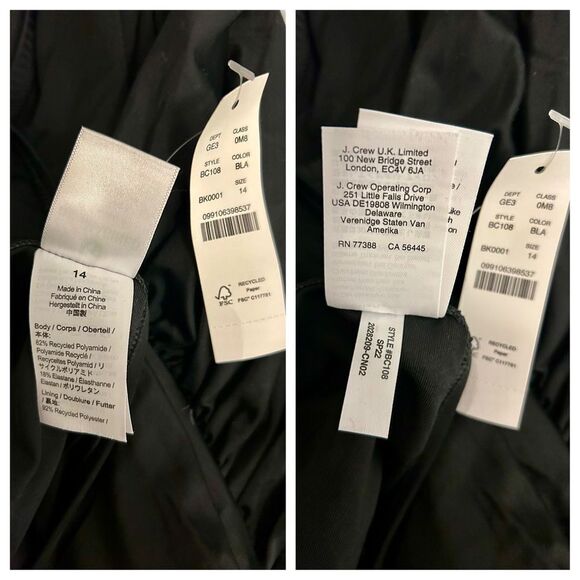 DEPT CLASS
GE3 0M8
STYLE COLOR
BC108 BLA
SIZE
BK0001 14
099106398537
FSC
RECYCLED
Paper
FSC® C117781
14
Made in China
Fabriqué en Chine
Hergestellt in China
中国製
Body / Corps / Oberteil /
本体:
82% Recycled Polyamide /
Polyamide Recyclé /
Recyceltes Polyamid / リ
サイクルポリアミド
18% Elastane / Élasthanne /
Elastan / ポリウレタン
Lining / Doublure / Futter
/ 裏地:
92% Recycled Polyester /
J. Crew U.K. Limited
100 New Bridge Street
London, EC4V 6JA
J. Crew Operating Corp
251 Little Falls Drive
USA DE19808 Wilmington
Delaware
Verenidge Staten Van
Amerika
RN 77388 CA 56445
STYLE #BC108
SP22
2028209-CN02
DEPT CLASS
GE3 0M8
STYLE COLOR
BC108 BLA
SIZE
BK0001 14
099106398537
FSC
RECYCLED
Paper
FSC® C117781